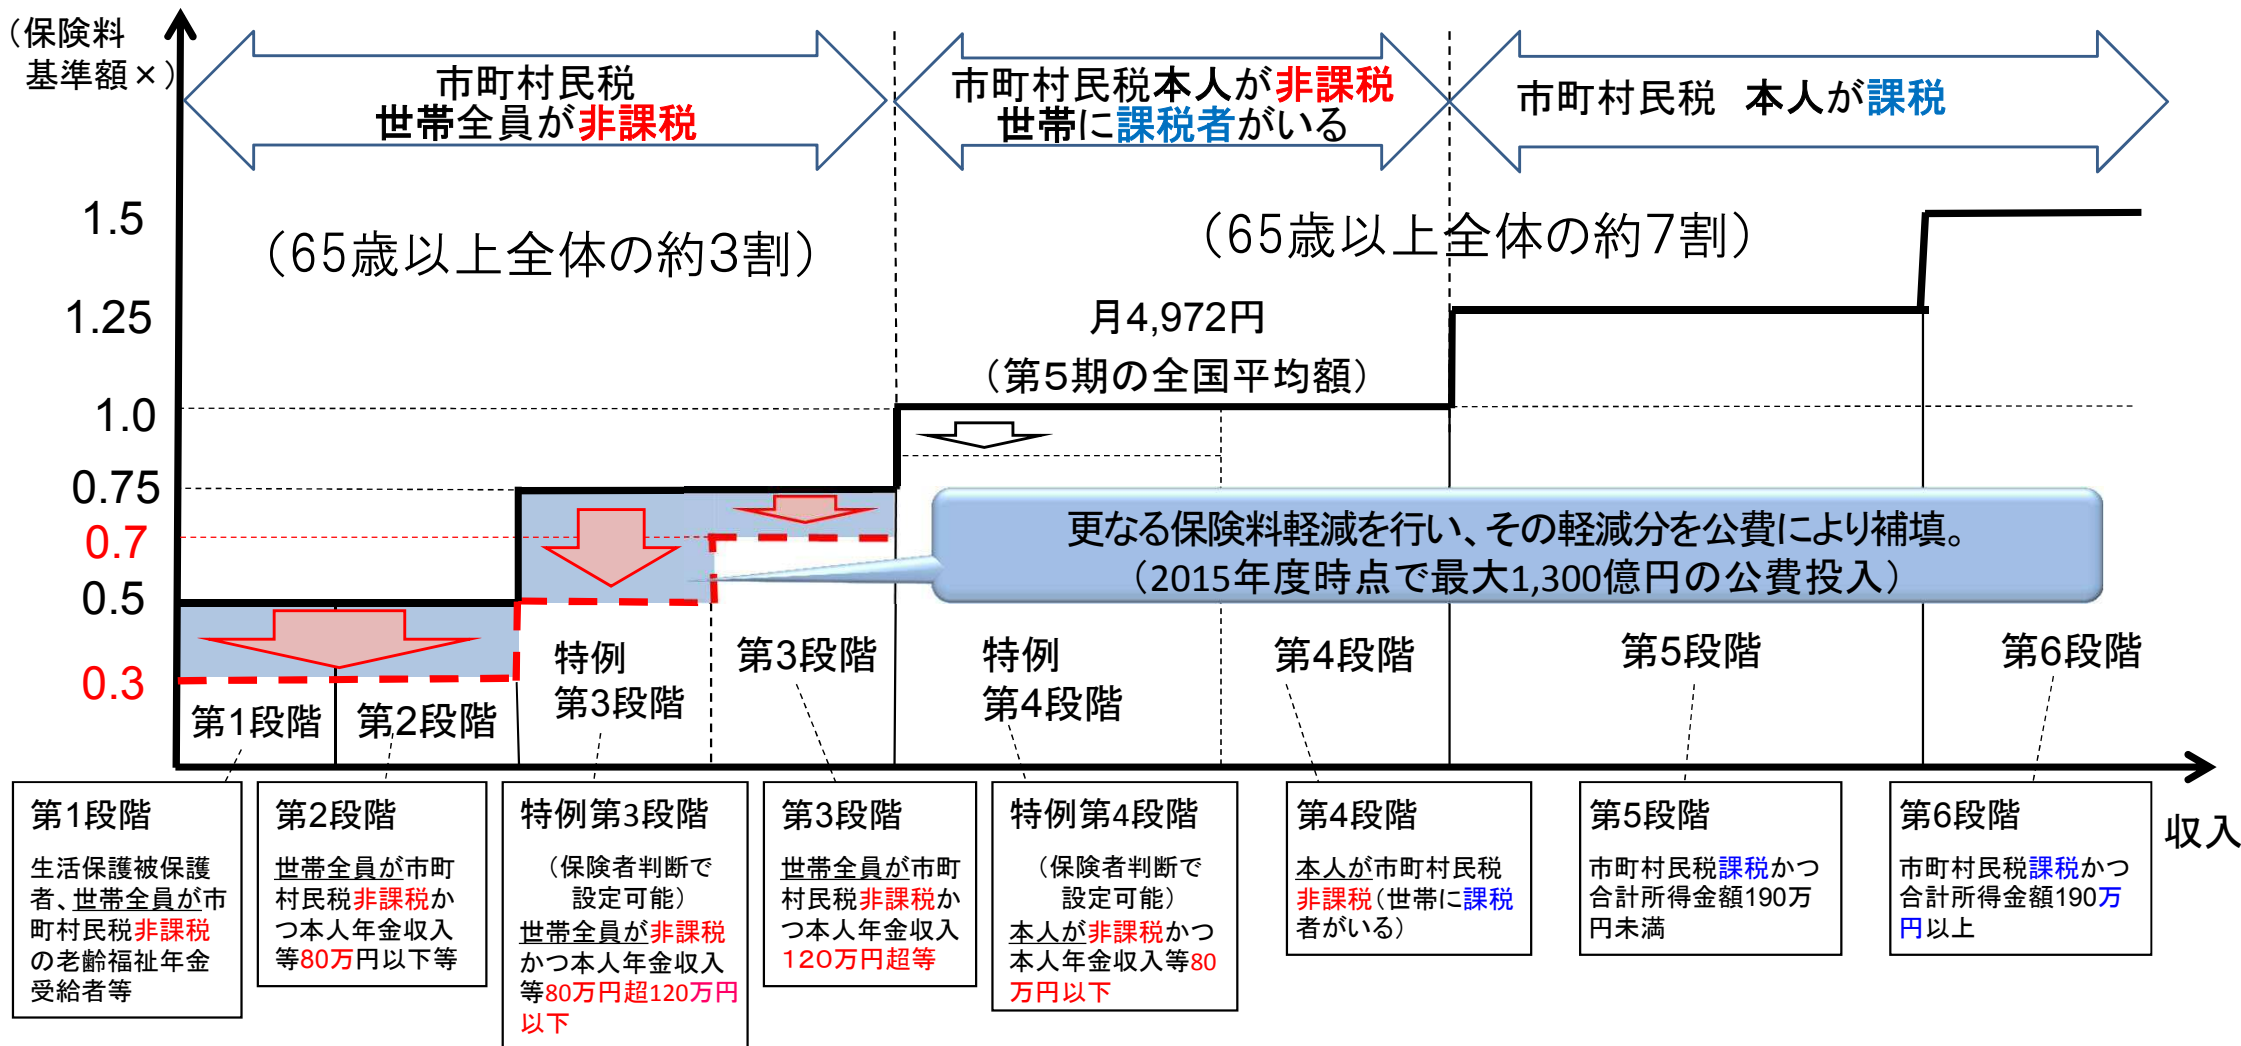 （保険料
基準額×）
市町村民税
世帯全員が非課税
市町村民税本人が非課税
世帯に課税者がいる
市町村民税　本人が課税
（65歳以上全体の約3割）
（65歳以上全体の約7割）
1.5
1.25
1.0
0.75
0.7
0.5
0.3
月4,972円
（第5期の全国平均額）
更なる保険料軽減を行い、その軽減分を公費により補填。
（2015年度時点で最大1,300億円の公費投入）
第1段階
第2段階
特例
第3段階
第3段階
特例
第4段階
第4段階
第5段階
第6段階
収入
第1段階
生活保護被保護
者、世帯全員が市
町村民税非課税
の老齢福祉年金
受給者等
第2段階
世帯全員が市町
村民税非課税か
つ本人年金収入
等80万円以下等
特例第3段階
（保険者判断で
設定可能）
世帯全員が非課税
かつ本人年金収入
等80万円超120万円
以下
第3段階
世帯全員が市町
村民税非課税か
つ本人年金収入
１２０万円超等
特例第4段階
（保険者判断で
設定可能）
本人が非課税かつ
本人年金収入等80
万円以下
第4段階
本人が市町村民税
非課税（世帯に課税
者がいる）
第5段階
市町村民税課税かつ
合計所得金額190万
円未満
第6段階
市町村民税課税かつ
合計所得金額190万
円以上